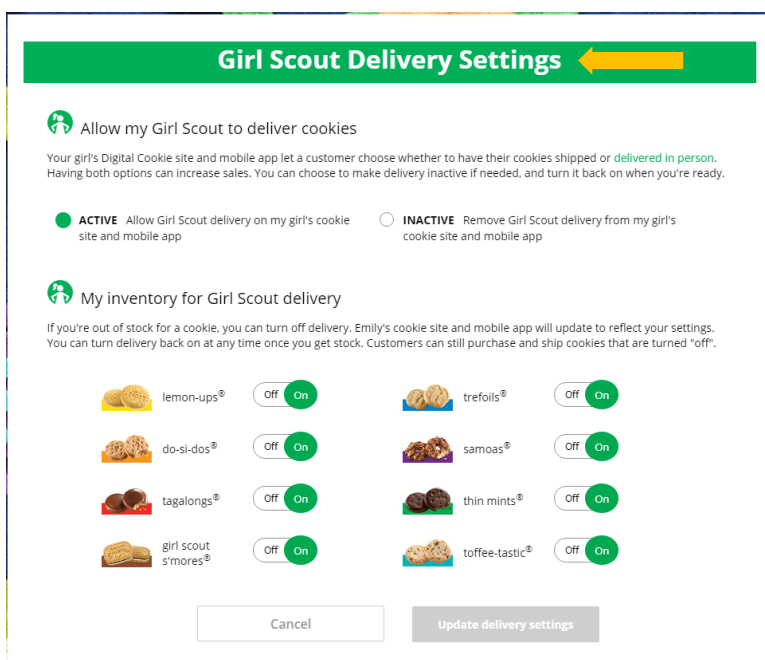 Girl Scout Delivery Settings
Allow my Girl Scout to deliver cookies
Your girl's Digital Cookie site and mobile app let a customer choose whether to have their cookies shipped or delivered in person.
Having both options can increase sales. You can choose to make delivery inactive if needed, and turn it back on when you're ready.
ACTIVE Allow Girl Scout delivery on my girl's cookie
site and mobile app
INACTIVE Remove Girl Scout delivery from my girl's
cookie site and mobile app
My inventory for Girl Scout delivery
If you're out of stock for a cookie, you can turn off delivery. Emily's cookie site and mobile app will update to reflect your settings.
You can turn delivery back on at any time once you get stock. Customers can still purchase and ship cookies that are turned "off".
lemon-ups® Off On
trefoils® Off On
do-si-dos® Off On
samoas® Off On
tagalongs® Off On
thin mints® Off On
girl scout
s'mores® Off On
toffee-tastic® Off On
Cancel
Update delivery settings